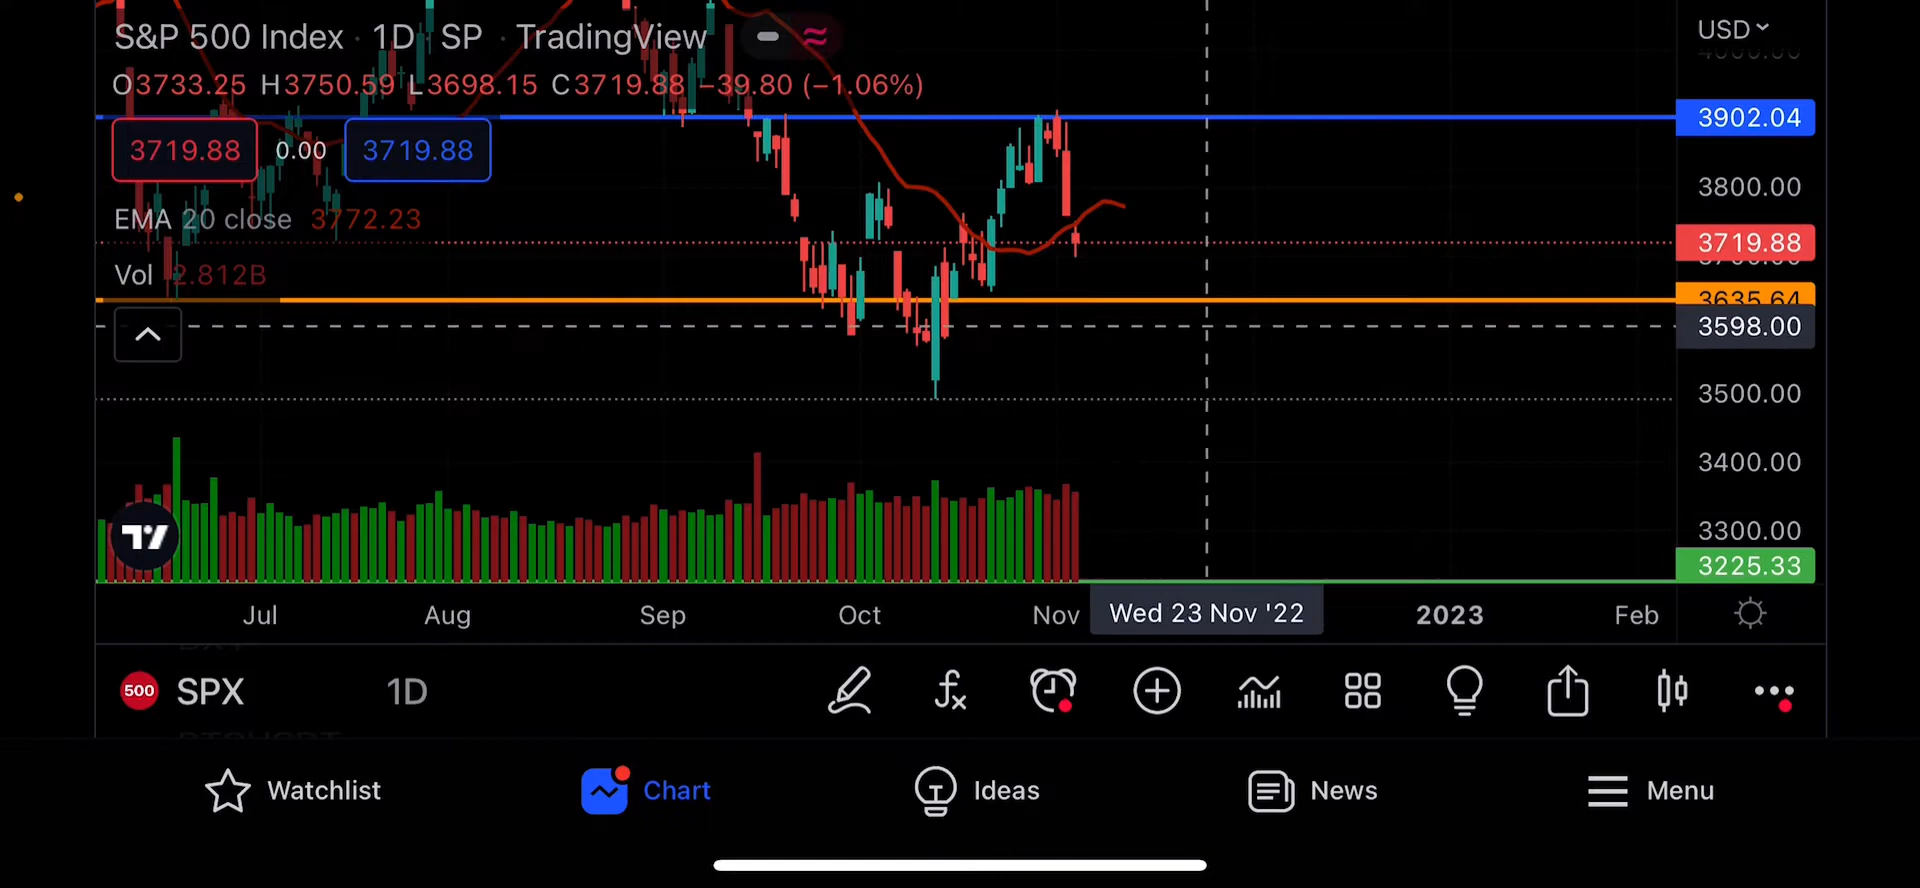 S&P 500 Index · 1D · SP · TradingView
USD
O3733.25 H3750.59 L3698.15 C3719.88 −39.80 (−1.06%)
3902.04
3719.88 0.00 3719.88
3800.00
EMA 20 close 3772.23
3719.88
Vol 2.812B
3635.64
3598.00
3500.00
3400.00
3300.00
3225.33
Jul Aug Sep Oct Nov Wed 23 Nov '22 2023 Feb
500 SPX 1D
Watchlist Chart Ideas News Menu